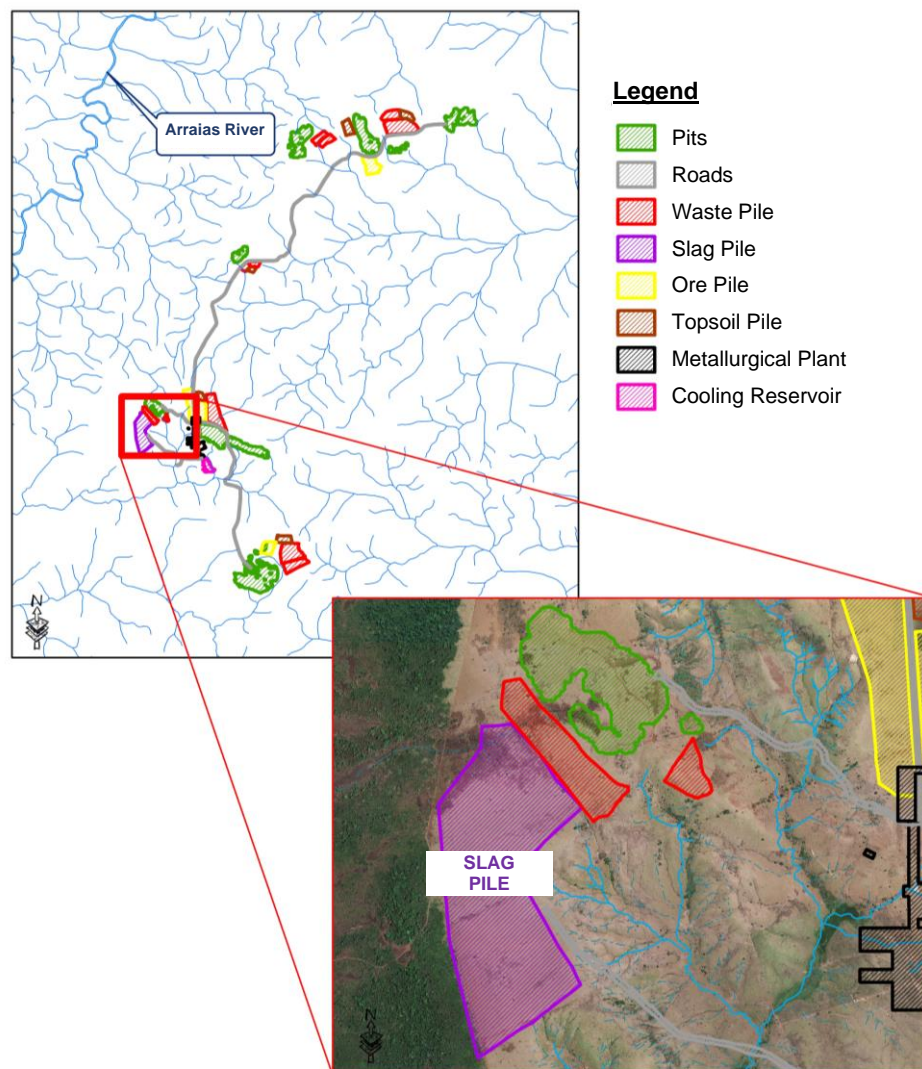 Arraias River
Legend
Pits
Roads
Waste Pile
Slag Pile
Ore Pile
Topsoil Pile
Metallurgical Plant
Cooling Reservoir
N
SLAG
PILE
N